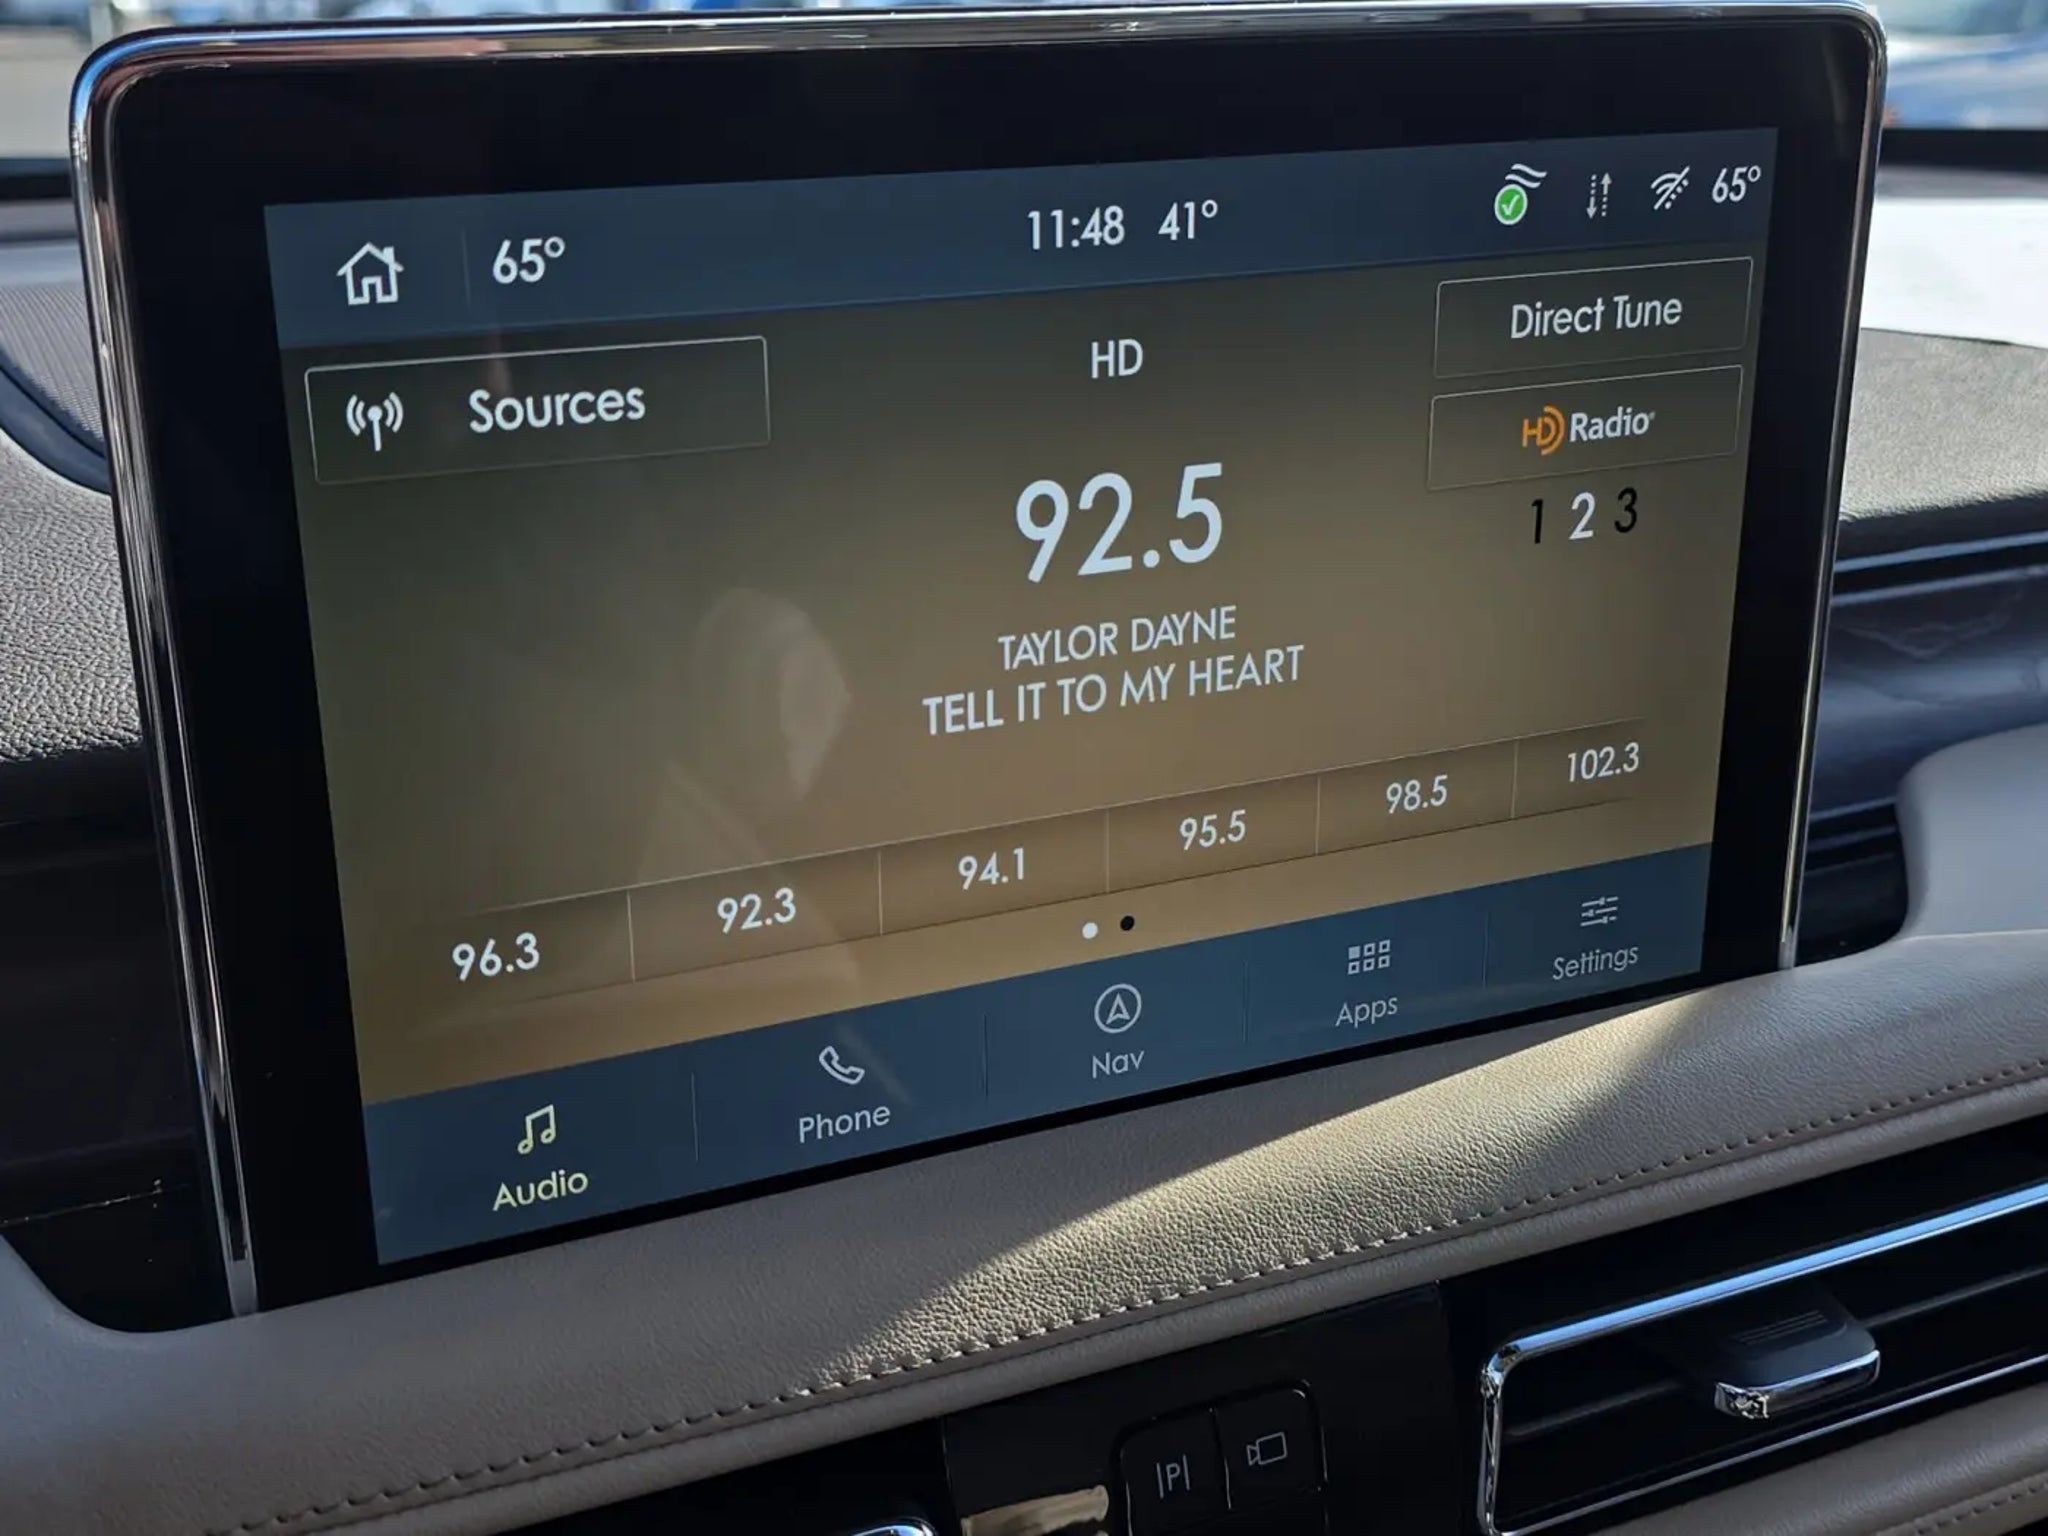 65° 11:48 41° 65°
Sources
HD
Direct Tune
HD Radio®
1 2 3
92.5
TAYLOR DAYNE
TELL IT TO MY HEART
96.3 92.3 94.1 95.5 98.5 102.3
Audio Phone Nav Apps Settings
|P|